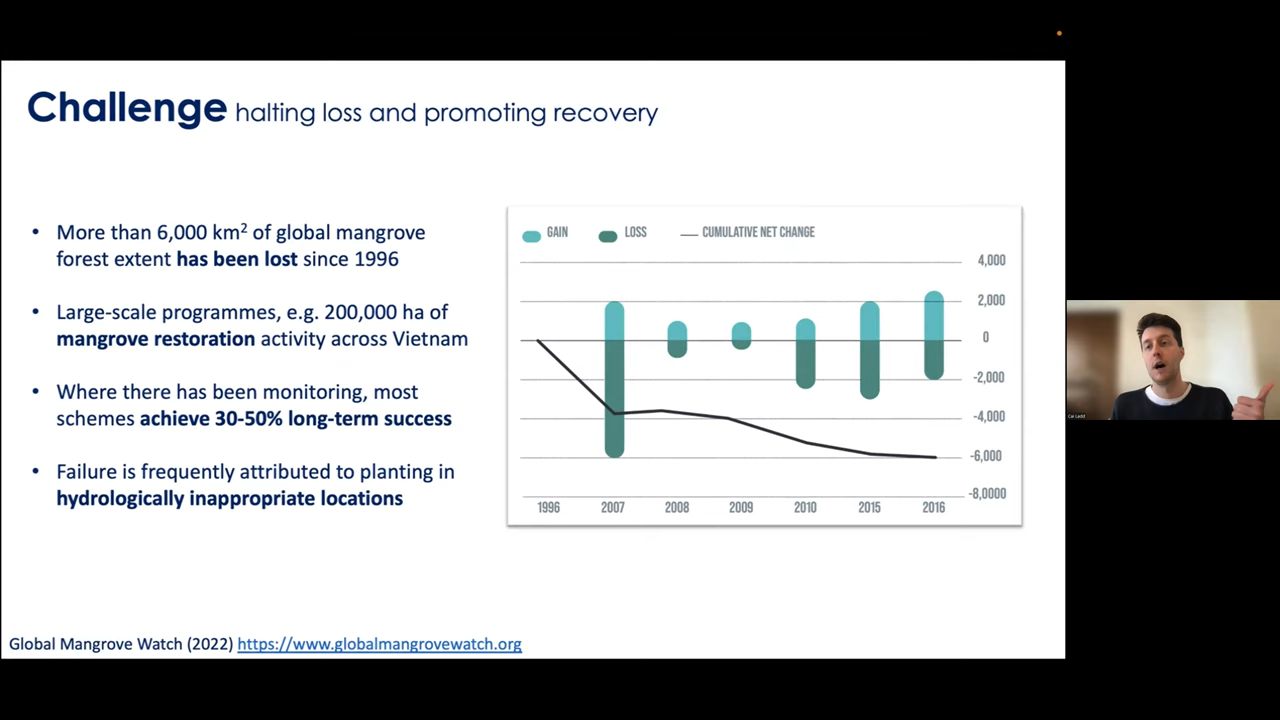 Challenge halting loss and promoting recovery
• More than 6,000 km² of global mangrove
forest extent has been lost since 1996
• Large-scale programmes, e.g. 200,000 ha of
mangrove restoration activity across Vietnam
• Where there has been monitoring, most
schemes achieve 30-50% long-term success
• Failure is frequently attributed to planting in
hydrologically inappropriate locations
GAIN LOSS CUMULATIVE NET CHANGE
4,000
2,000
0
-2,000
-4,000
-6,000
-8,0000
1996 2007 2008 2009 2010 2015 2016
Cai Ladd
Global Mangrove Watch (2022) https://www.globalmangrovewatch.org